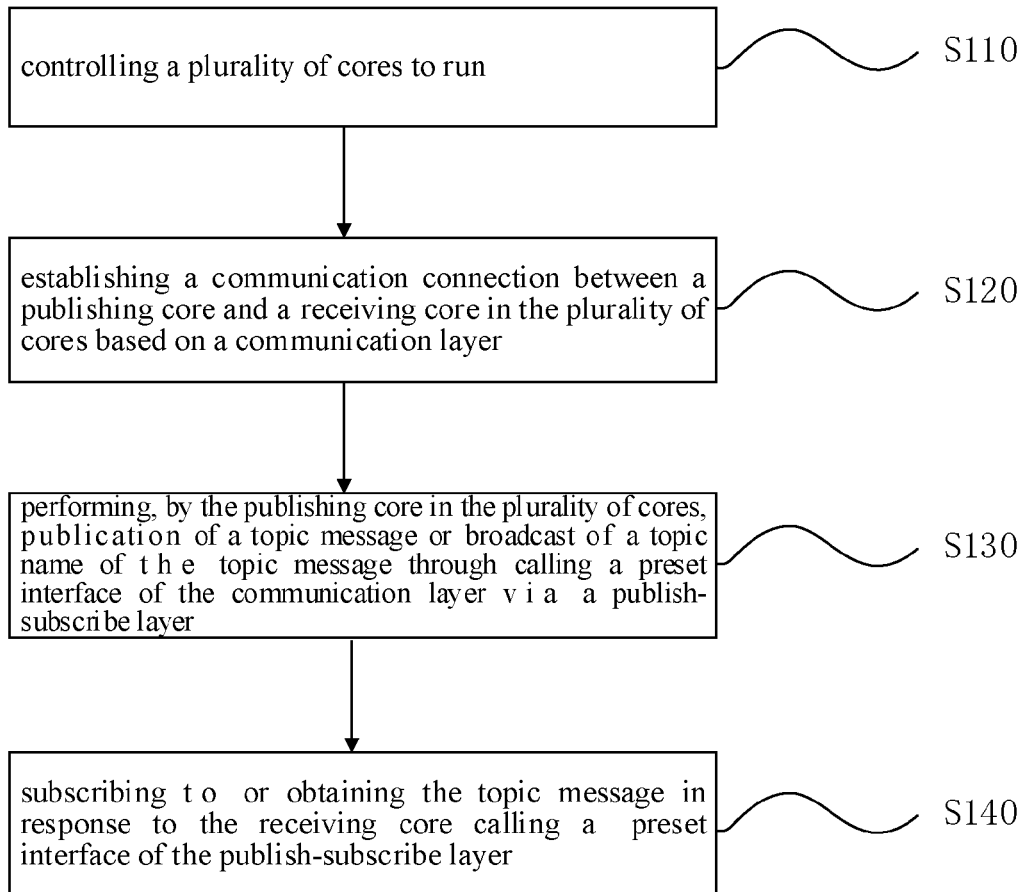 controlling a plurality of cores to run
S110
establishing a communication connection between a
publishing core and a receiving core in the plurality of
cores based on a communication layer
S120
performing, by the publishing core in the plurality of cores,
publication of a topic message or broadcast of a topic
name of the topic message through calling a preset
interface of the communication layer via a publish-
subscribe layer
S130
subscribing to or obtaining the topic message in
response to the receiving core calling a preset
interface of the publish-subscribe layer
S140